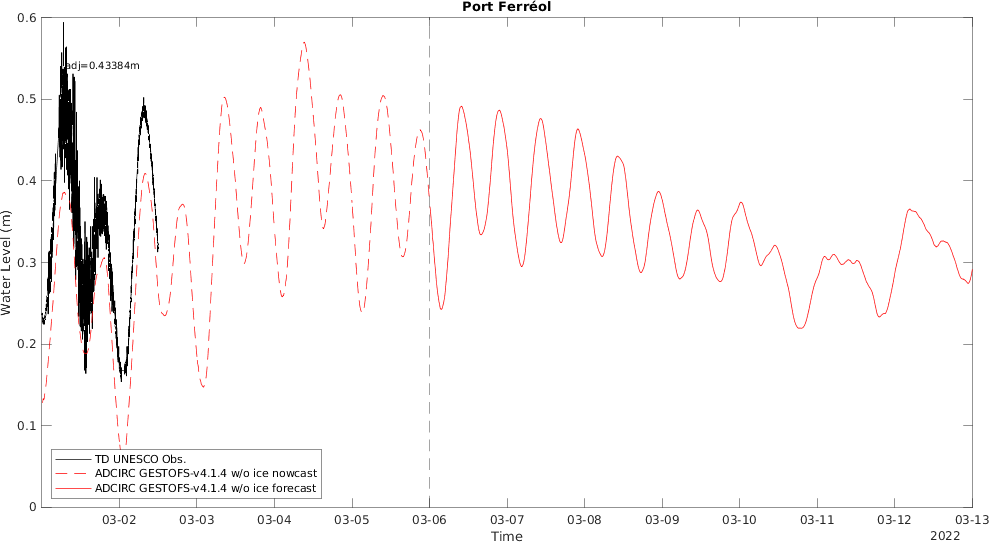 Port Ferréol
0.6
0.5
0.4
0.3
0.2
0.1
0
Water Level (m)
adj=0.43384m
TD UNESCO Obs.
ADCIRC GESTOFS-v4.1.4 w/o ice nowcast
ADCIRC GESTOFS-v4.1.4 w/o ice forecast
03-02 03-03 03-04 03-05 03-06 03-07 03-08 03-09 03-10 03-11 03-12 03-13
Time
2022